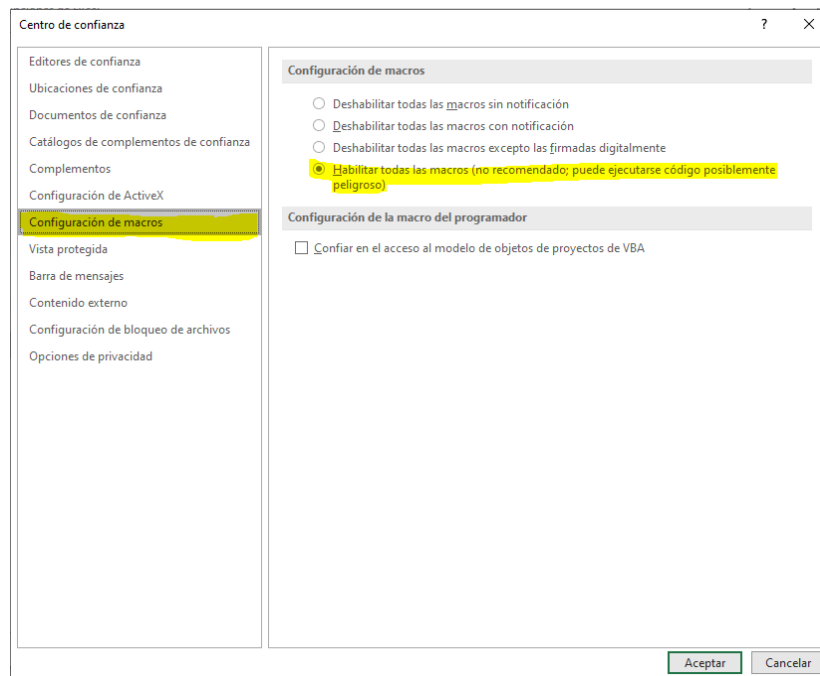 Centro de confianza
?
Editores de confianza
Ubicaciones de confianza
Documentos de confianza
Catálogos de complementos de confianza
Complementos
Configuración de ActiveX
Configuración de macros
Vista protegida
Barra de mensajes
Contenido externo
Configuración de bloqueo de archivos
Opciones de privacidad
Configuración de macros
Deshabilitar todas las macros sin notificación
Deshabilitar todas las macros con notificación
Deshabilitar todas las macros excepto las firmadas digitalmente
Habilitar todas las macros (no recomendado; puede ejecutarse código posiblemente
peligroso)
Configuración de la macro del programador
Confiar en el acceso al modelo de objetos de proyectos de VBA
Aceptar
Cancelar